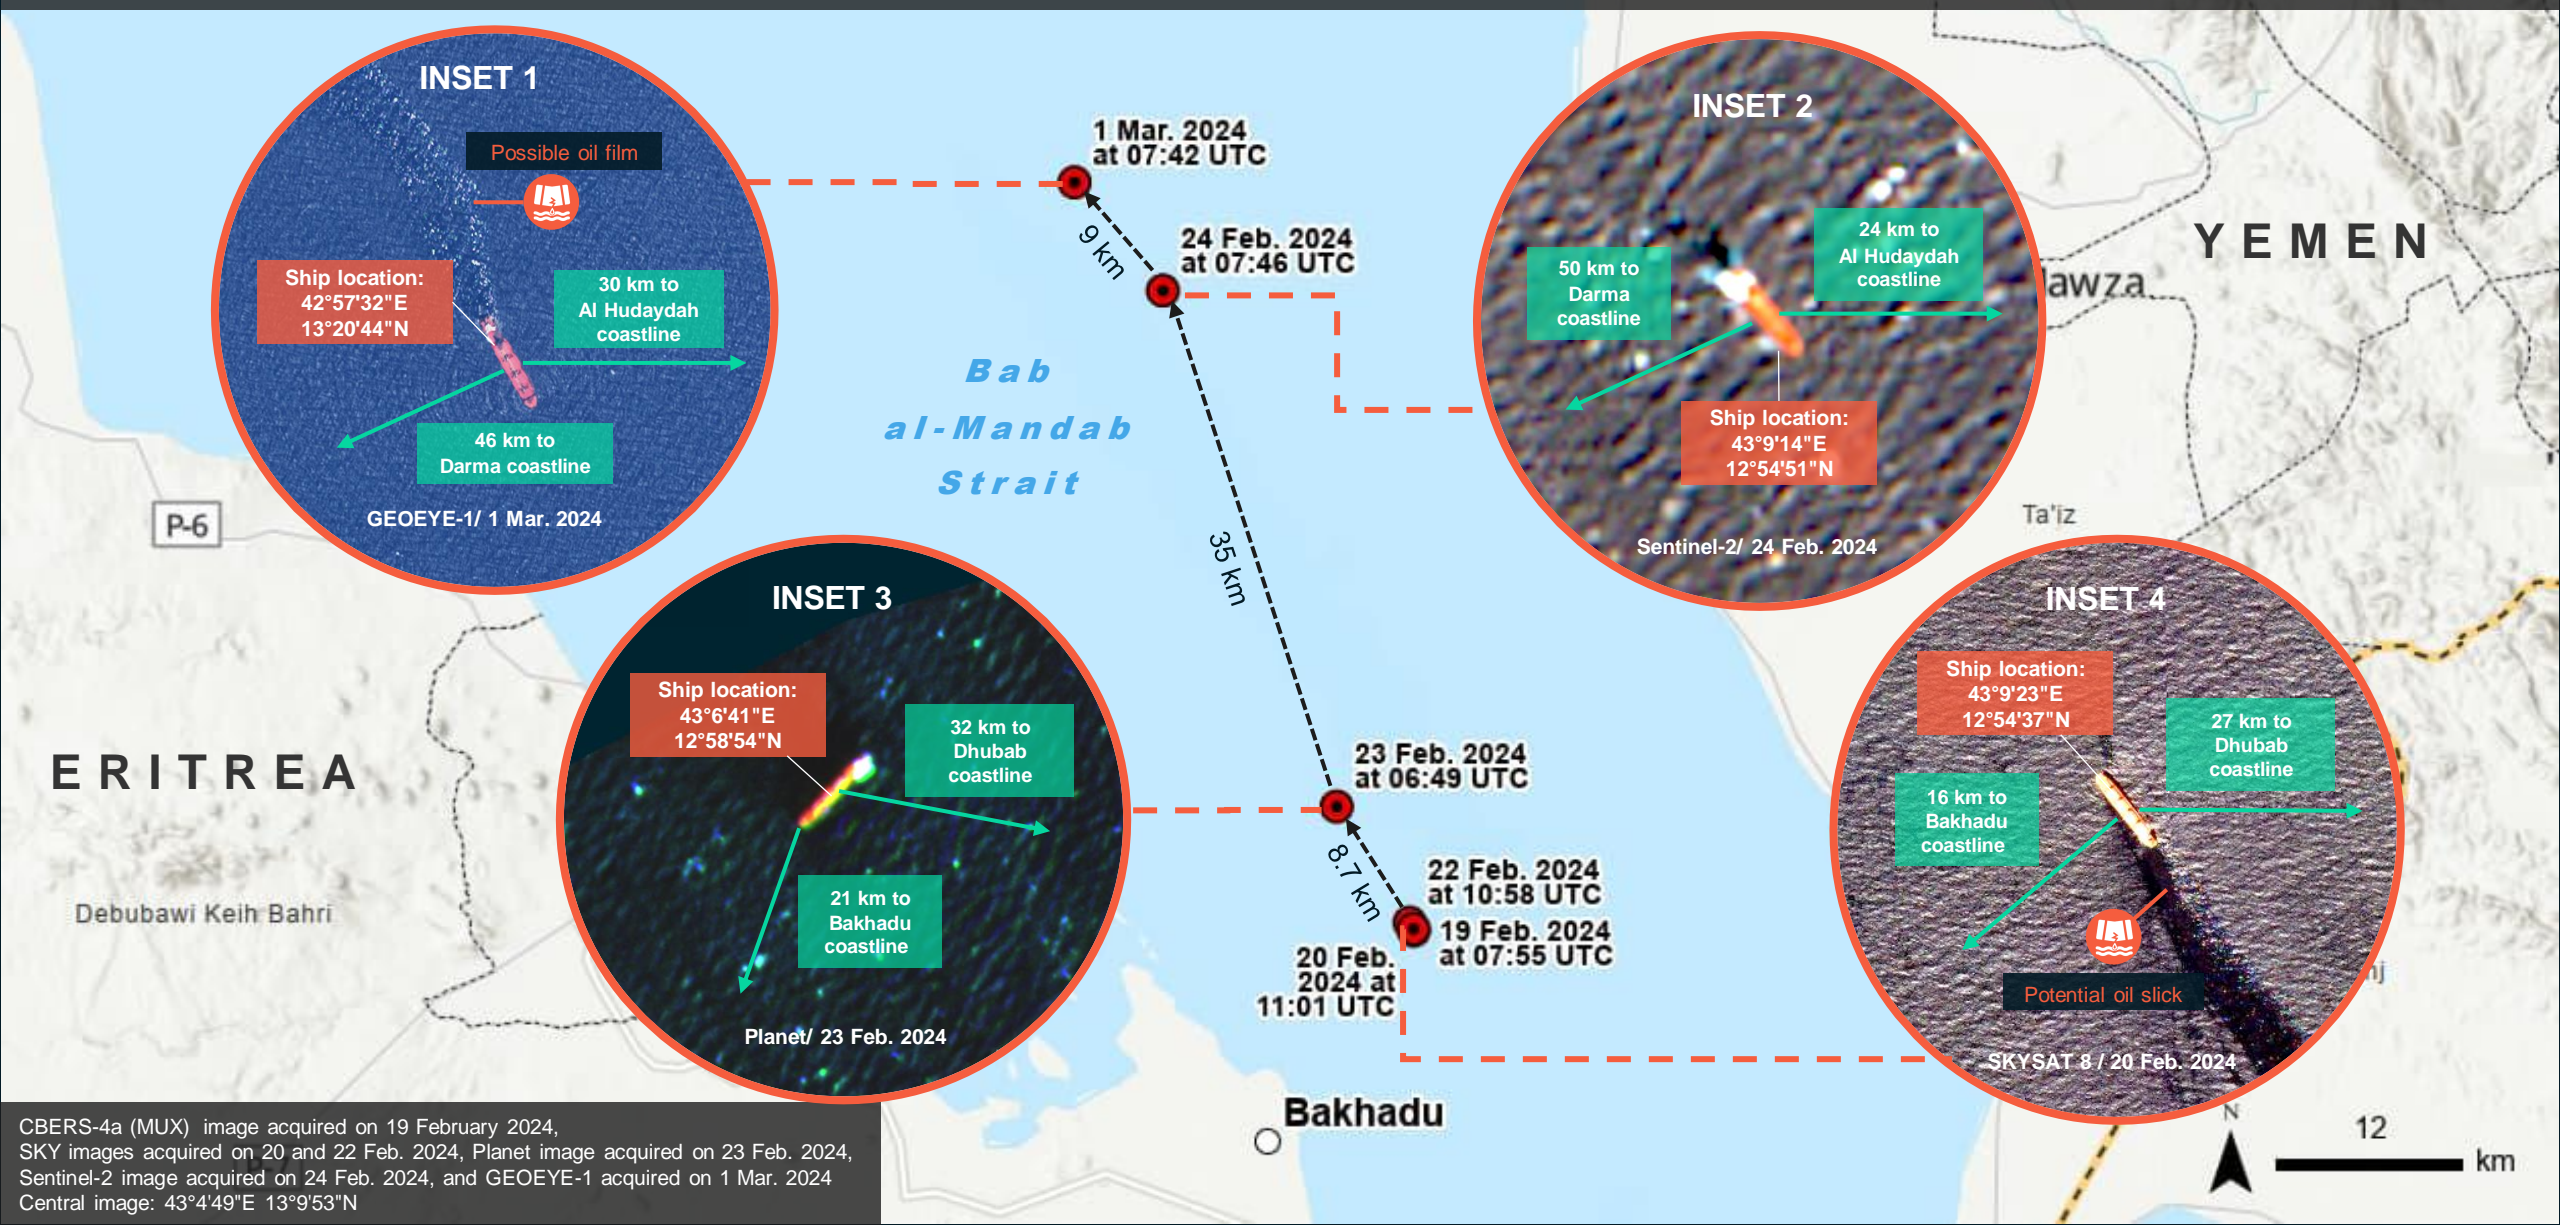 INSET 1
Possible oil film
Ship location:
42°57'32"E
13°20'44"N
30 km to
Al Hudaydah
coastline
46 km to
Darma coastline
GEOEYE-1/ 1 Mar. 2024
1 Mar. 2024
at 07:42 UTC
9 km
24 Feb. 2024
at 07:46 UTC
INSET 2
24 km to
Al Hudaydah
coastline
50 km to
Darma
coastline
Ship location:
43°9'14"E
12°54'51"N
Sentinel-2/ 24 Feb. 2024
YEMEN
Bab
al-Mandab
Strait
35 km
P-6
Ta'iz
INSET 3
Ship location:
43°6'41"E
12°58'54"N
32 km to
Dhubab
coastline
21 km to
Bakhadu
coastline
Planet/ 23 Feb. 2024
23 Feb. 2024
at 06:49 UTC
8.7 km
22 Feb. 2024
at 10:58 UTC
19 Feb. 2024
at 07:55 UTC
20 Feb.
2024 at
11:01 UTC
INSET 4
Ship location:
43°9'23"E
12°54'37"N
27 km to
Dhubab
coastline
16 km to
Bakhadu
coastline
Potential oil slick
SKYSAT 8 / 20 Feb. 2024
ERITREA
Debubawi Keih Bahri
Bakhadu
N
12
km
CBERS-4a (MUX) image acquired on 19 February 2024,
SKY images acquired on 20 and 22 Feb. 2024, Planet image acquired on 23 Feb. 2024,
Sentinel-2 image acquired on 24 Feb. 2024, and GEOEYE-1 acquired on 1 Mar. 2024
Central image: 43°4'49"E 13°9'53"N